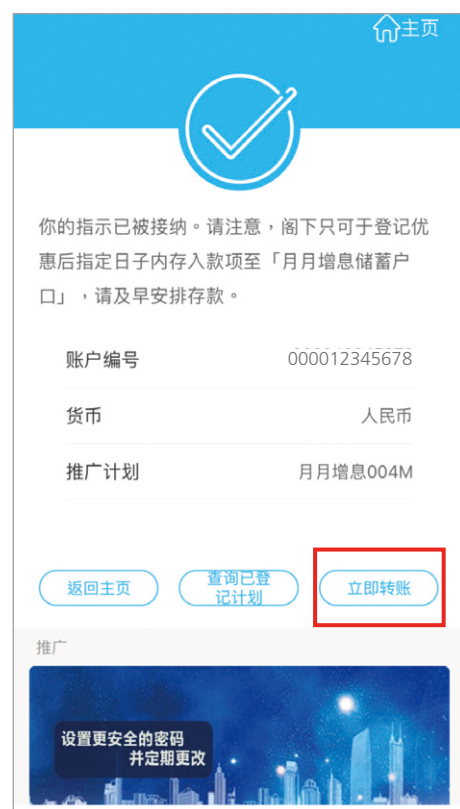 主页
你的指示已被接纳。请注意，阁下只可于登记优
惠后指定日子内存入款项至「月月增息储蓄户
口」，请及早安排存款。
账户编号 000012345678
货币 人民币
推广计划 月月增息004M
返回主页
查询已登
记计划
立即转账
推广
设置更安全的密码
并定期更改